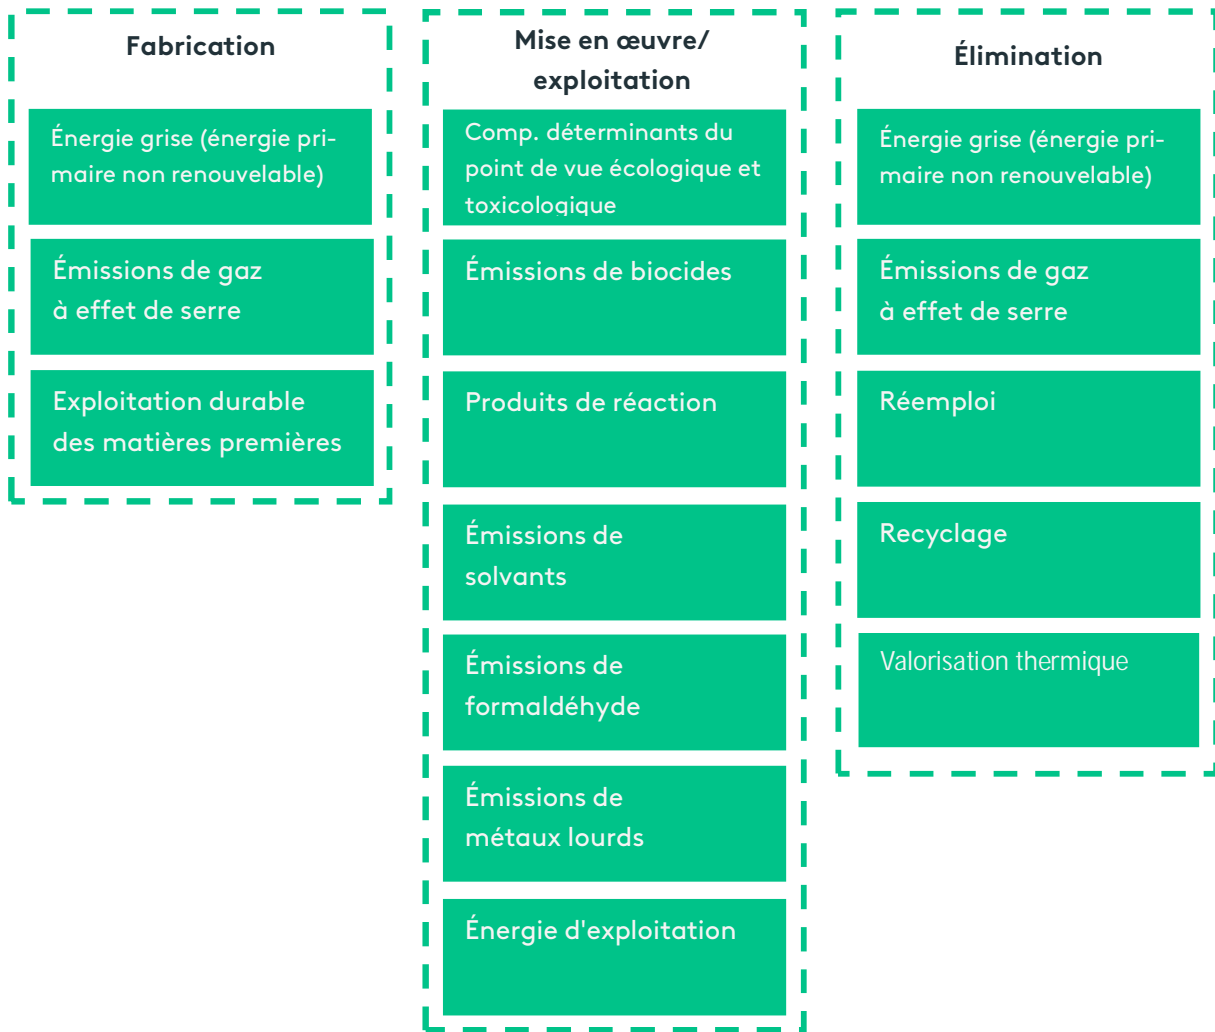 Fabrication
Énergie grise (énergie pri-
maire non renouvelable)
Émissions de gaz
à effet de serre
Exploitation durable
des matières premières
Mise en œuvre/
exploitation
Comp. déterminants du
point de vue écologique et
toxicologique
Émissions de biocides
Produits de réaction
Émissions de
solvants
Émissions de
formaldéhyde
Émissions de
métaux lourds
Énergie d'exploitation
Élimination
Énergie grise (énergie pri-
maire non renouvelable)
Émissions de gaz
à effet de serre
Réemploi
Recyclage
Valorisation thermique